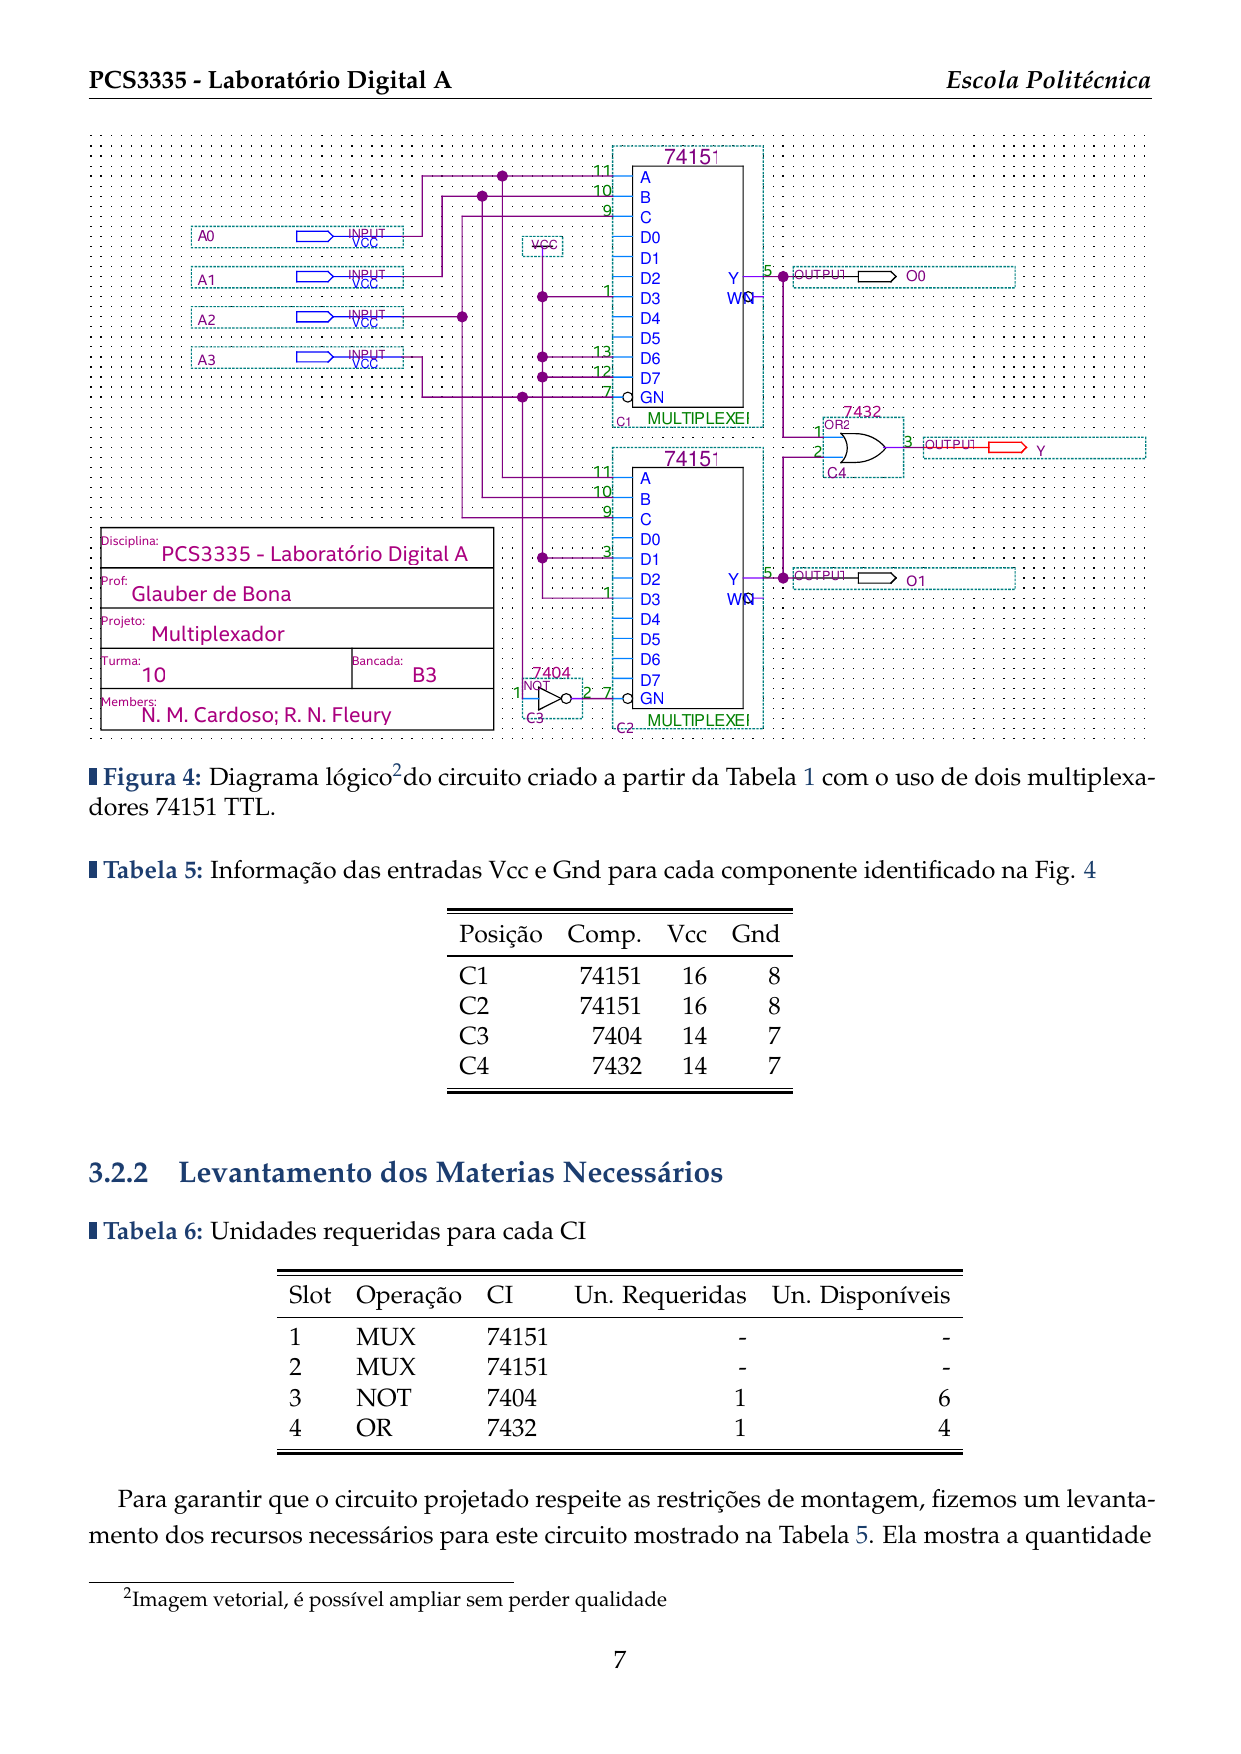 PCS3335 - Laboratório Digital A Escola Politécnica
74151
11 A
10 B
9 C
A0 INPUT VCC
D0
VCC
D1
A1 INPUT VCC
D2 Y 5 OUTPUT O0
1 D3 WN
A2 INPUT VCC
D4
D5
A3 INPUT VCC
13 D6
12 D7
7 GN
C1 MULTIPLEXE
7432
OR2
1
2
3 OUTPUT Y
C4
74151
11 A
10 B
9 C
D0
3 D1
D2 Y 5 OUTPUT O1
1 D3 WN
D4
D5
D6
D7
7404
NOT
1 2 7 GN
C3
C2 MULTIPLEXE
Disciplina: PCS3335 - Laboratório Digital A
Prof: Glauber de Bona
Projeto: Multiplexador
Turma: 10 Bancada: B3
Members: N. M. Cardoso; R. N. Fleury
Figura 4: Diagrama lógico2do circuito criado a partir da Tabela 1 com o uso de dois multiplexa-
dores 74151 TTL.
Tabela 5: Informação das entradas Vcc e Gnd para cada componente identificado na Fig. 4
Posição Comp. Vcc Gnd
C1 74151 16 8
C2 74151 16 8
C3 7404 14 7
C4 7432 14 7
3.2.2 Levantamento dos Materias Necessários
Tabela 6: Unidades requeridas para cada CI
Slot Operação CI Un. Requeridas Un. Disponíveis
1 MUX 74151 - -
2 MUX 74151 - -
3 NOT 7404 1 6
4 OR 7432 1 4
Para garantir que o circuito projetado respeite as restrições de montagem, fizemos um levanta-
mento dos recursos necessários para este circuito mostrado na Tabela 5. Ela mostra a quantidade
2Imagem vetorial, é possível ampliar sem perder qualidade
7